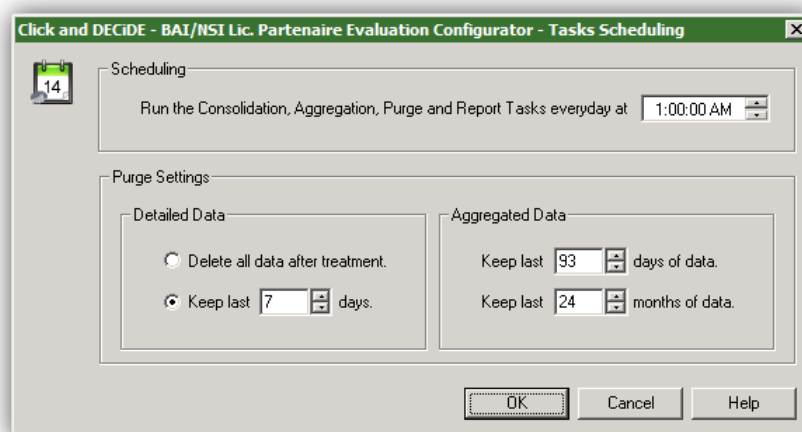 Click and DECiDE - BAI/NSI Lic. Partenaire Evaluation Configurator - Tasks Scheduling
14
Scheduling
Run the Consolidation, Aggregation, Purge and Report Tasks everyday at 1:00:00 AM
Purge Settings
Detailed Data
Delete all data after treatment.
Keep last 7 days.
Aggregated Data
Keep last 93 days of data.
Keep last 24 months of data.
OK Cancel Help